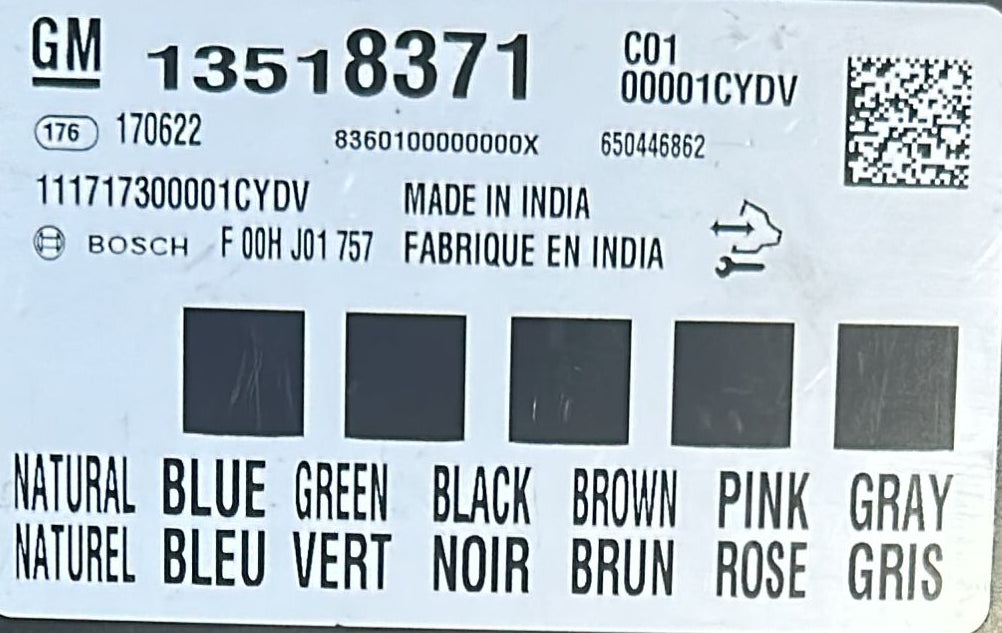 GM 13518371 C01
00001CYDV
176 170622 8360100000000X 650446862
111717300001CYDV MADE IN INDIA
BOSCH F 00H J01 757 FABRIQUE EN INDIA
NATURAL BLUE GREEN BLACK BROWN PINK GRAY
NATUREL BLEU VERT NOIR BRUN ROSE GRIS